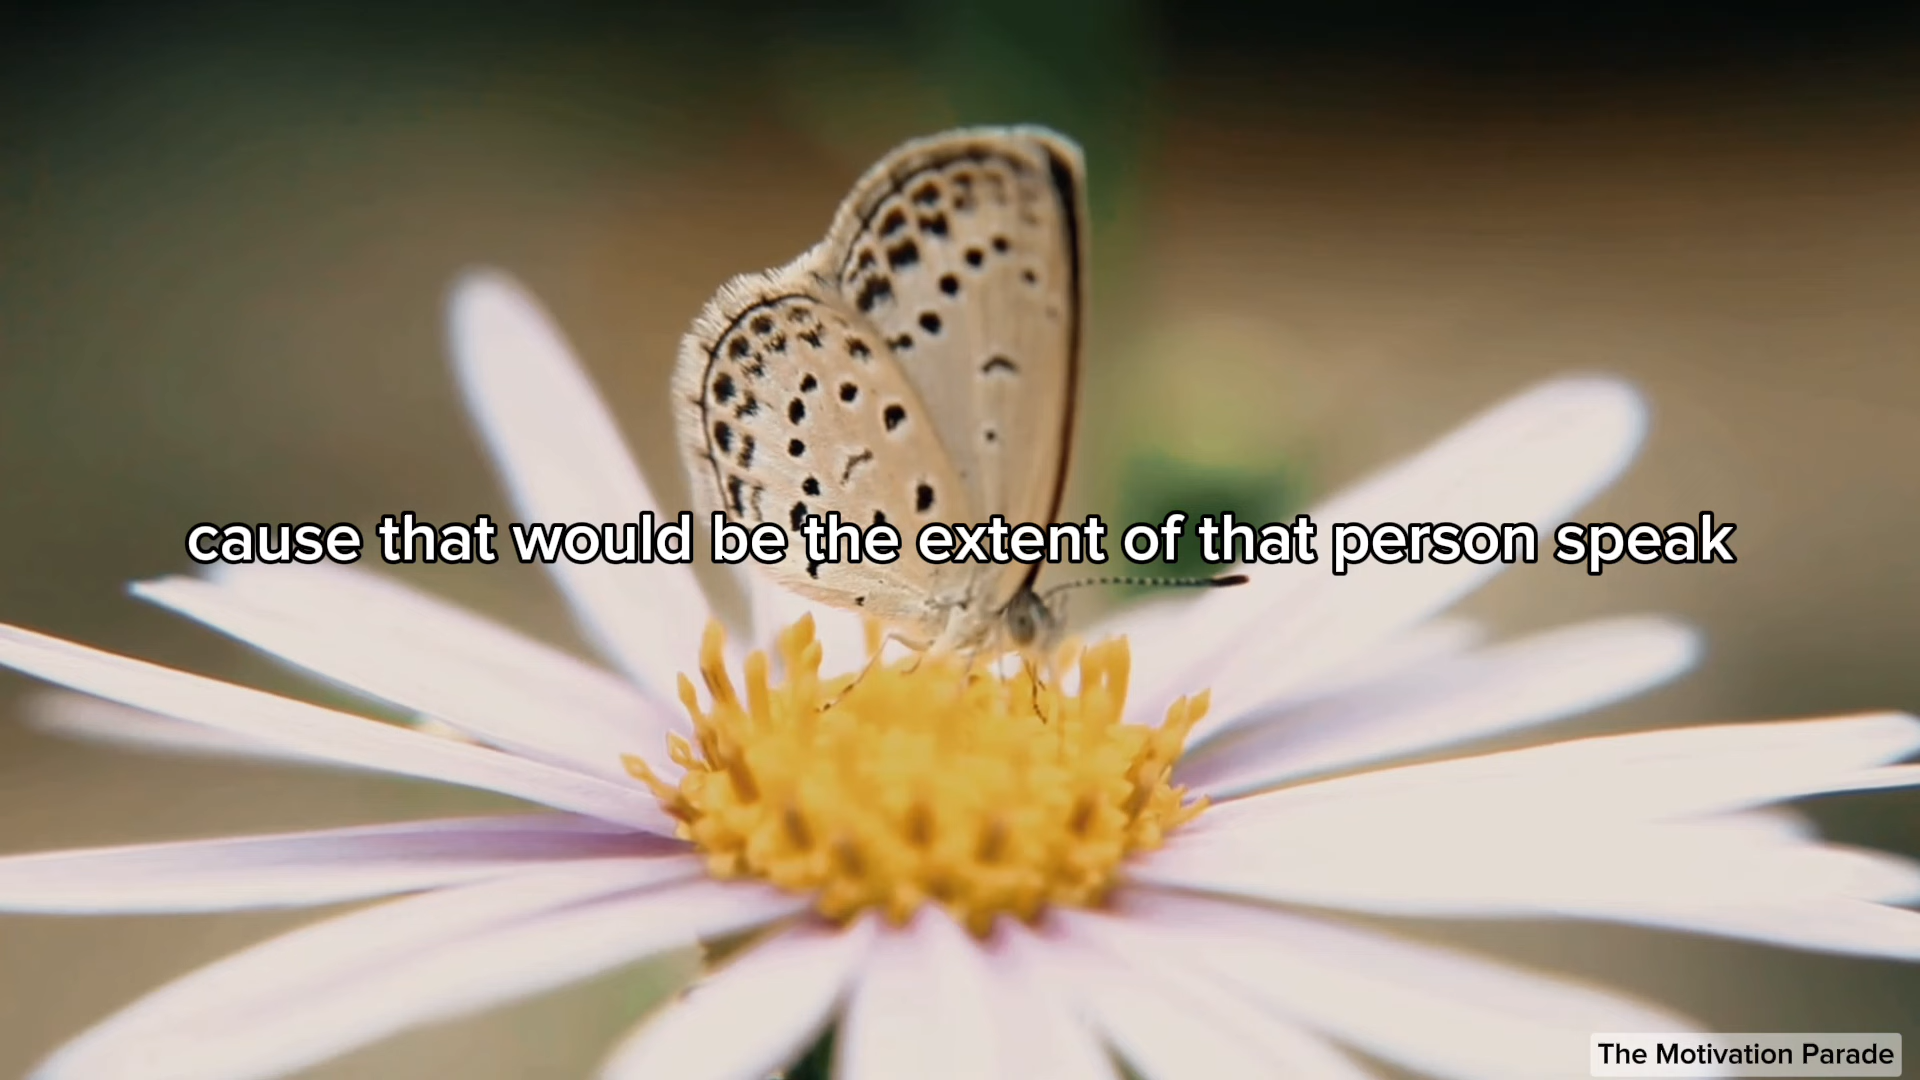 cause that would be the extent of that person speak
The Motivation Parade